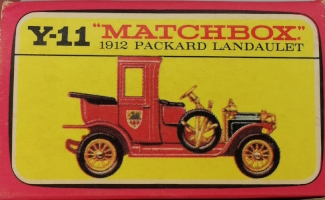 Y-11 "MATCHBOX"
1912 PACKARD LANDAULET